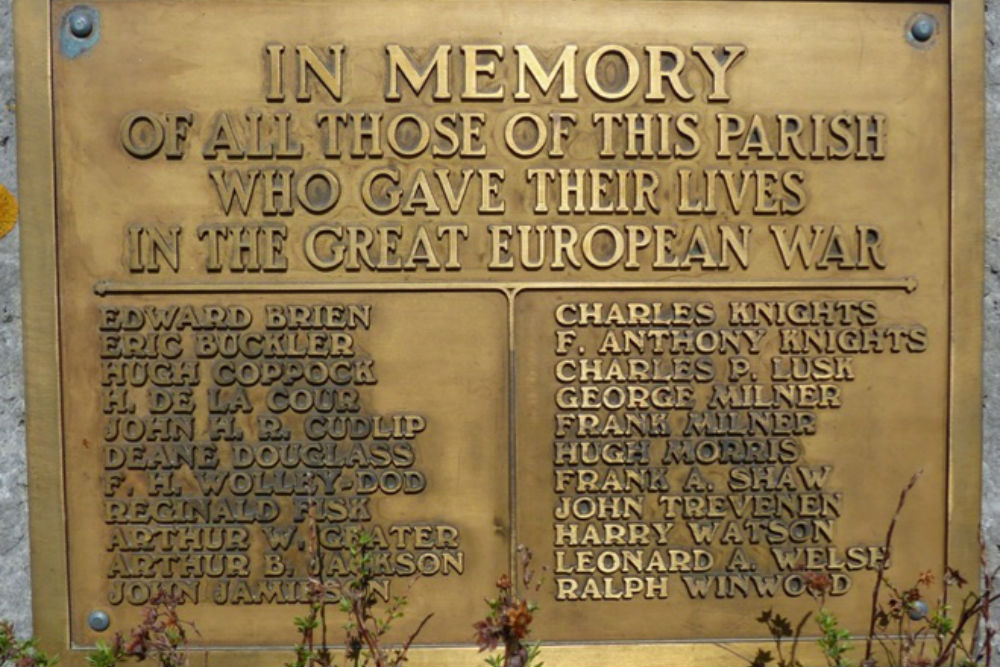 IN MEMORY
OF ALL THOSE OF THIS PARISH
WHO GAVE THEIR LIVES
IN THE GREAT EUROPEAN WAR
EDWARD BRIEN
ERIC BUCKLER
HUGH COPPOCK
H. DE LA COUR
JOHN H. R. CUDLIP
DEANE DOUGLASS
F. H. WOLLEY-DOD
REGINALD FISK
ARTHUR W. GRATER
ARTHUR B. JACKSON
JOHN JAMIESON
CHARLES KNIGHTS
F. ANTHONY KNIGHTS
CHARLES P. LUSK
GEORGE MILNER
FRANK MILNER
HUGH MORRIS
FRANK A. SHAW
JOHN TREVENEN
HARRY WATSON
LEONARD A. WELSH
RALPH WINWOOD